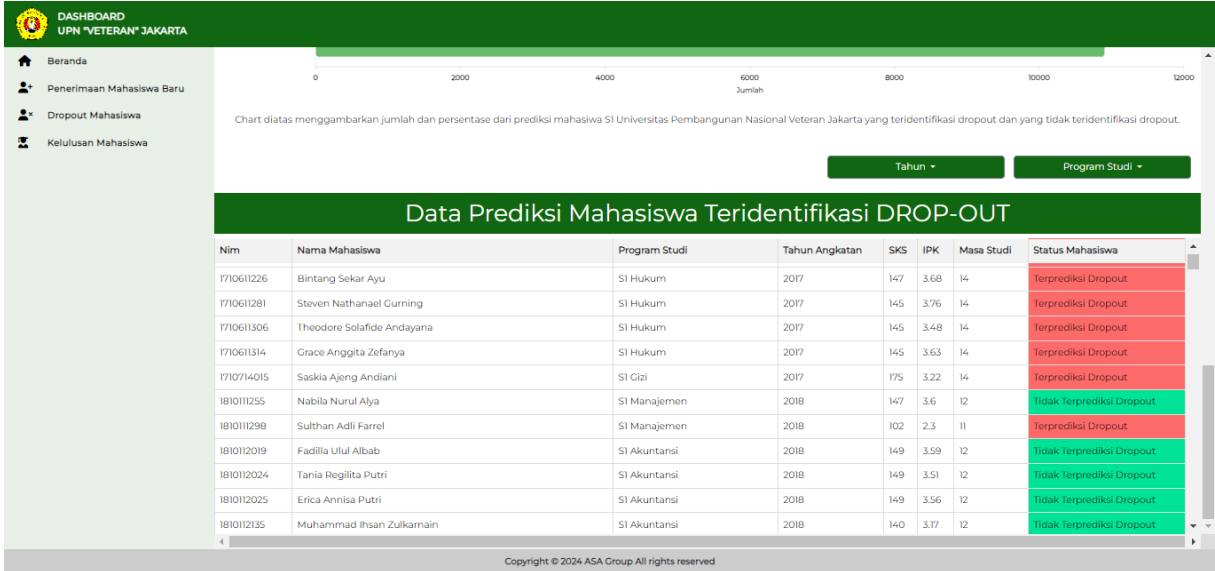 DASHBOARD
UPN "VETERAN" JAKARTA
Beranda
Penerimaan Mahasiswa Baru
Dropout Mahasiswa
Kelulusan Mahasiswa
0 2000 4000 6000 8000 10000 12000
Jumlah
Chart diatas menggambarkan jumlah dan persentase dari prediksi mahasiwa S1 Universitas Pembangunan Nasional Veteran Jakarta yang teridentifikasi dropout dan yang tidak teridentifikasi dropout.
Tahun Program Studi
Data Prediksi Mahasiswa Teridentifikasi DROP-OUT
Nim Nama Mahasiswa Program Studi Tahun Angkatan SKS IPK Masa Studi Status Mahasiswa
1710611226 Bintang Sekar Ayu S1 Hukum 2017 147 3.68 14 Terprediksi Dropout
1710611281 Steven Nathanael Gurning S1 Hukum 2017 145 3.76 14 Terprediksi Dropout
1710611306 Theodore Solafide Andayana S1 Hukum 2017 145 3.48 14 Terprediksi Dropout
1710611314 Grace Anggita Zefanya S1 Hukum 2017 145 3.63 14 Terprediksi Dropout
1710714015 Saskia Ajeng Andiani S1 Gizi 2017 175 3.22 14 Terprediksi Dropout
1810111255 Nabila Nurul Alya S1 Manajemen 2018 147 3.6 12 Tidak Terprediksi Dropout
1810111298 Sulthan Adli Farrel S1 Manajemen 2018 102 2.3 11 Terprediksi Dropout
1810112019 Fadilla Ulul Albab S1 Akuntansi 2018 149 3.59 12 Tidak Terprediksi Dropout
1810112024 Tania Regilita Putri S1 Akuntansi 2018 149 3.51 12 Tidak Terprediksi Dropout
1810112025 Erica Annisa Putri S1 Akuntansi 2018 149 3.56 12 Tidak Terprediksi Dropout
1810112135 Muhammad Ihsan Zulkarnain S1 Akuntansi 2018 140 3.17 12 Tidak Terprediksi Dropout
Copyright © 2024 ASA Group All rights reserved